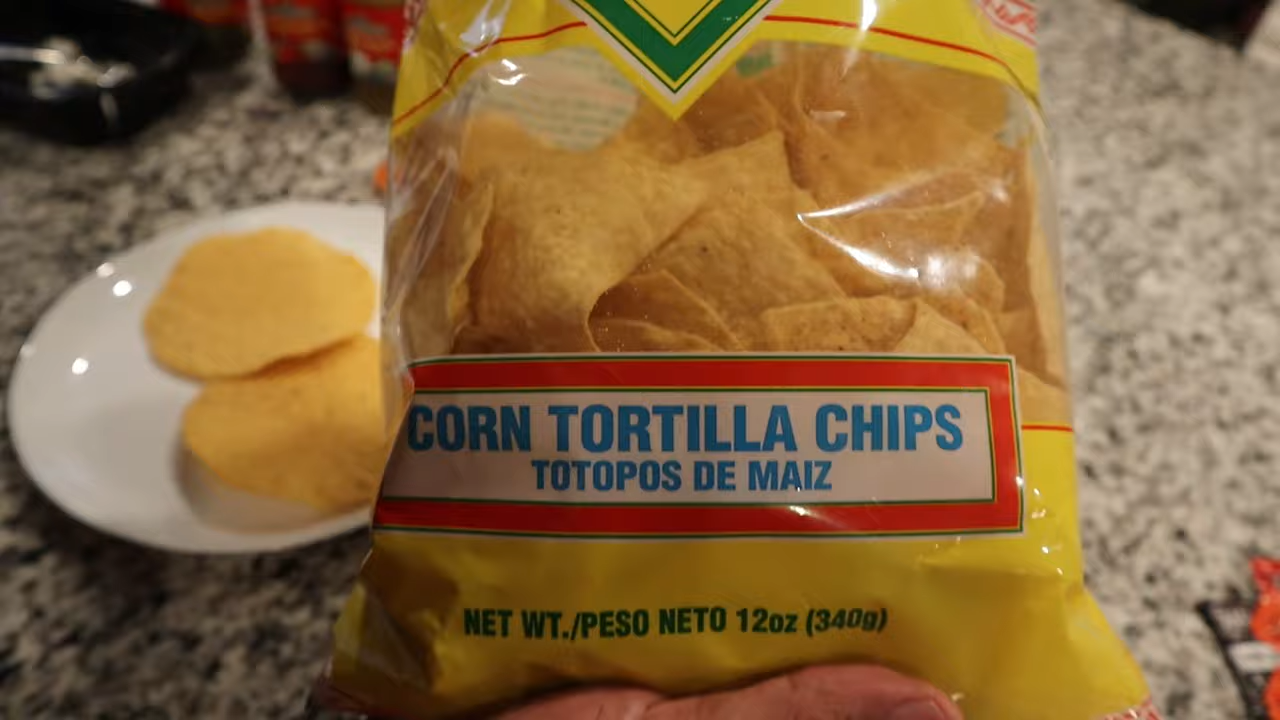 CORN TORTILLA CHIPS
TOTOPOS DE MAIZ
NET WT./PESO NETO 12oz (340g)